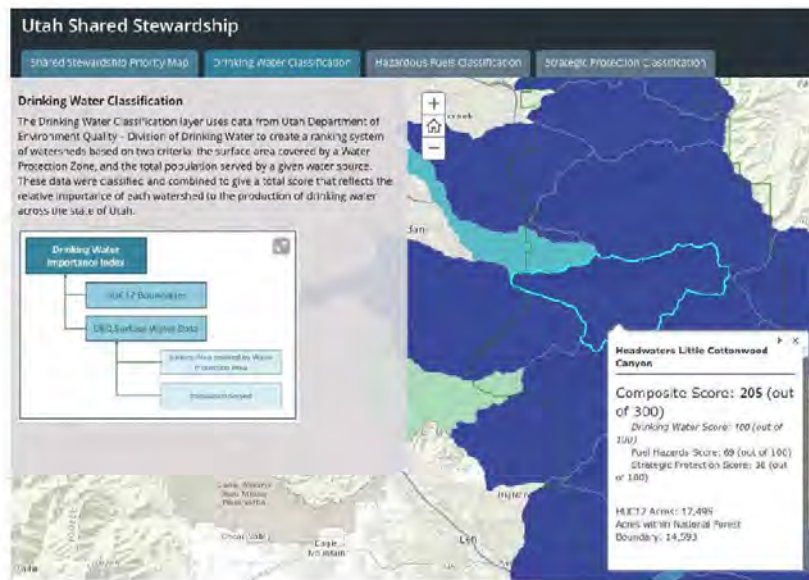 Utah Shared Stewardship
Shared Stewardship Priority Map
Drinking Water Classification
Hazardous Fuels Classification
Strategic Protection Classification
Drinking Water Classification
The Drinking Water Classification layer uses data from Utah Department of
Environment Quality - Division of Drinking Water to create a ranking system
of watersheds based on two criteria: the surface area covered by a Water
Protection Zone, and the total population served by a given water source.
These data were classified and combined to give a total score that reflects the
relative importance of each watershed to the production of drinking water
across the state of Utah.
Drinking Water
Importance Index
HUC12 Boundaries
DEQ Surface Water Data
Surface Area covered by Water
Protection Area
Population Served
+
−
creek
dan
Headwaters Little Cottonwood
Canyon
Composite Score: 205 (out
of 300)
Drinking Water Score: 100 (out of
100)
Fuel Hazards Score: 69 (out of 100)
Strategic Protection Score: 36 (out
of 100)
HUC12 Acres: 17,495
Acres within National Forest
Boundary: 14,593
Eagle
Mountain